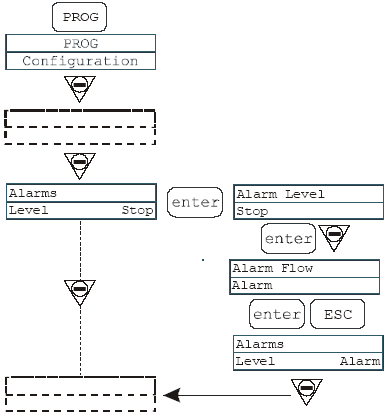 PROG
PROG
Configuration
Alarms
Level Stop
enter
Alarm Level
Stop
enter
Alarm Flow
Alarm
enter
ESC
Alarms
Level Alarm